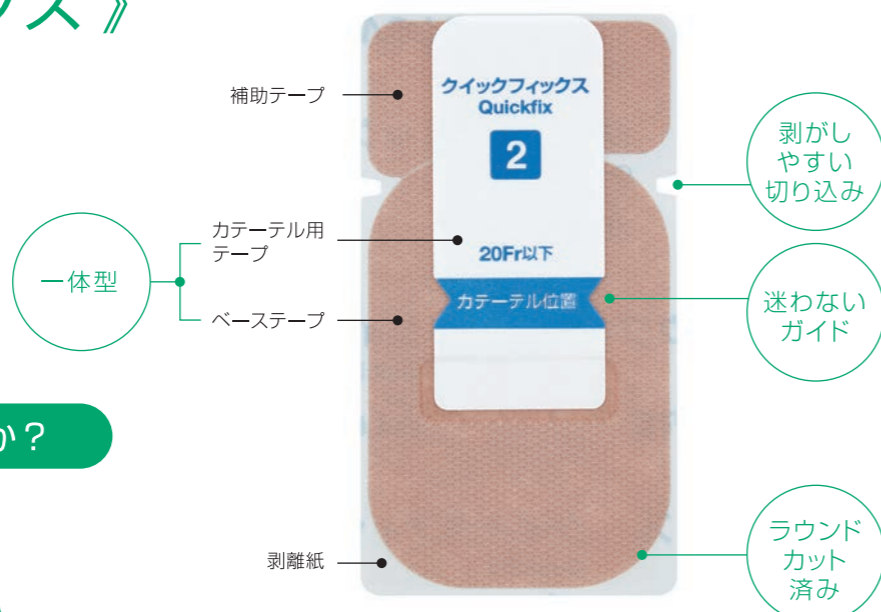 ックス》
補助テープ
クイックフィックス
Quickfix
2
剥がし
やすい
切り込み
カテーテル用
テープ
20Fr以下
一体型
カテーテル位置
迷わない
ガイド
ベーステープ
か?
ラウンド
カット
済み
剥離紙